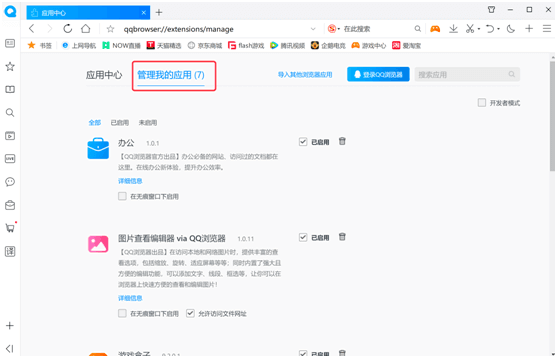 应用中心
qqbrowser://extensions/manage
在此搜索
书签 上网导航 NOW直播 天猫精选 京东商城 flash游戏 腾讯视频 企鹅电竞 游戏中心 爱淘宝
应用中心 管理我的应用 (7) 导入其他浏览器应用 登录QQ浏览器 搜索应用
开发者模式
全部 已启用 未启用
办公 1.0.1 已启用
【QQ浏览器官方出品】办公必备的网站，访问过的文档都在
这里。在线办公新体验，提升办公效率。
详细信息
在无痕窗口下启用
图片查看编辑器 via QQ浏览器 1.0.11 已启用
【QQ浏览器出品】在访问本地和网络图片时，提供丰富的查
看选项，包括缩放、旋转、适应屏幕等等；同时内置了强大且
方便的编辑功能，可以添加文字、线段、框选等，让你可以在
浏览器上快速方便的查看和编辑图片！
详细信息
在无痕窗口下启用 允许访问文件网址
游戏盒子 已启用